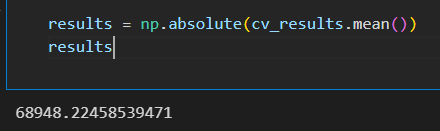 results = np.absolute(cv_results.mean())
results
68948.22458539471